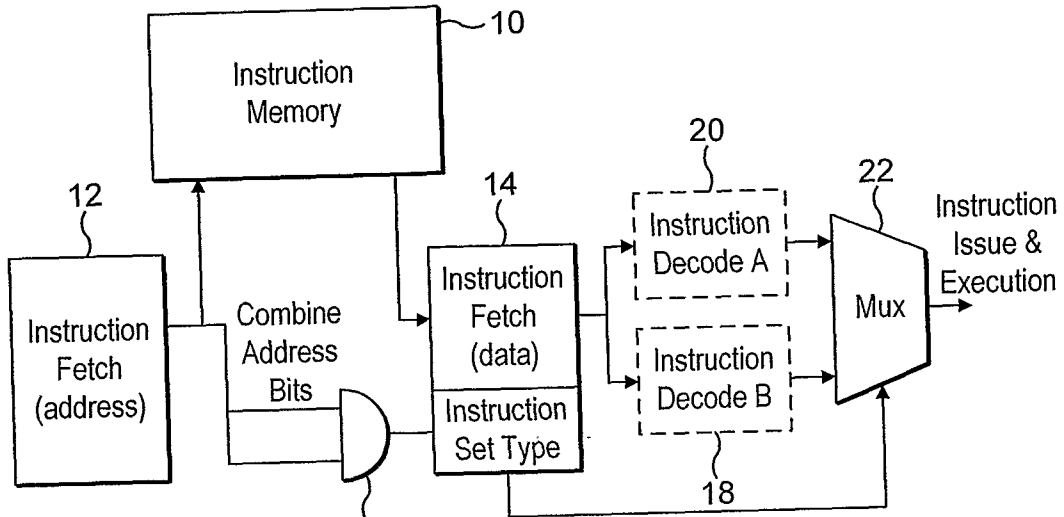 10
Instruction
Memory
12
Instruction
Fetch
(address)
Combine
Address
Bits
14
Instruction
Fetch
(data)
Instruction
Set Type
20
Instruction
Decode A
Instruction
Decode B
18
22
Mux
Instruction
Issue &
Execution